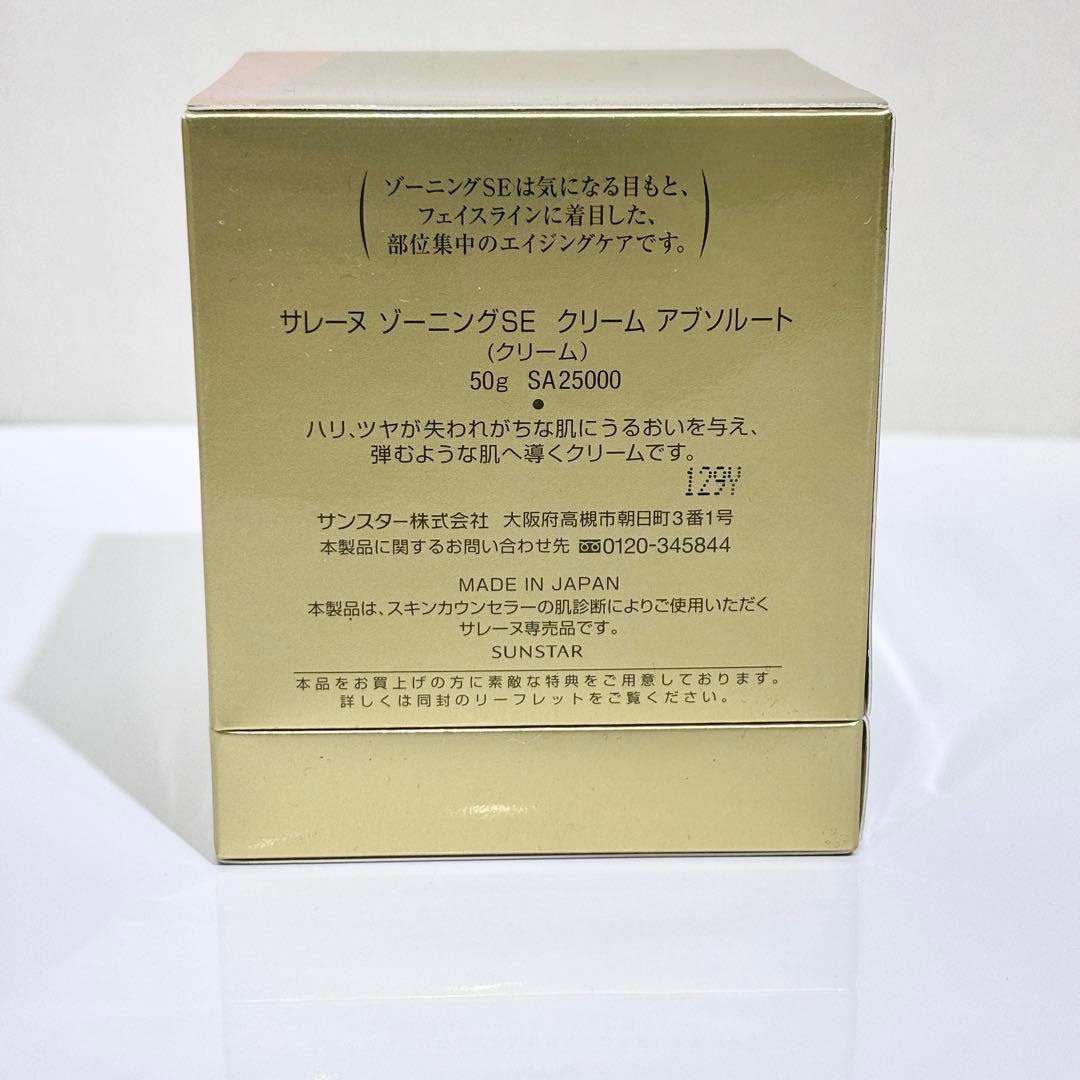 ゾーニングSEは気になる目もと、
フェイスラインに着目した、
部位集中のエイジングケアです。
サレーヌ ゾーニングSE クリーム アブソルート
(クリーム)
50g SA25000
ハリ、ツヤが失われがちな肌にうるおいを与え、
弾むような肌へ導くクリームです。
129Y
サンスター株式会社 大阪府高槻市朝日町3番1号
本製品に関するお問い合わせ先 0120-345844
MADE IN JAPAN
本製品は、スキンカウンセラーの肌診断によりご使用いただく
サレーヌ専売品です。
SUNSTAR
本品をお買上げの方に素敵な特典をご用意しております。
詳しくは同封のリーフレットをご覧ください。